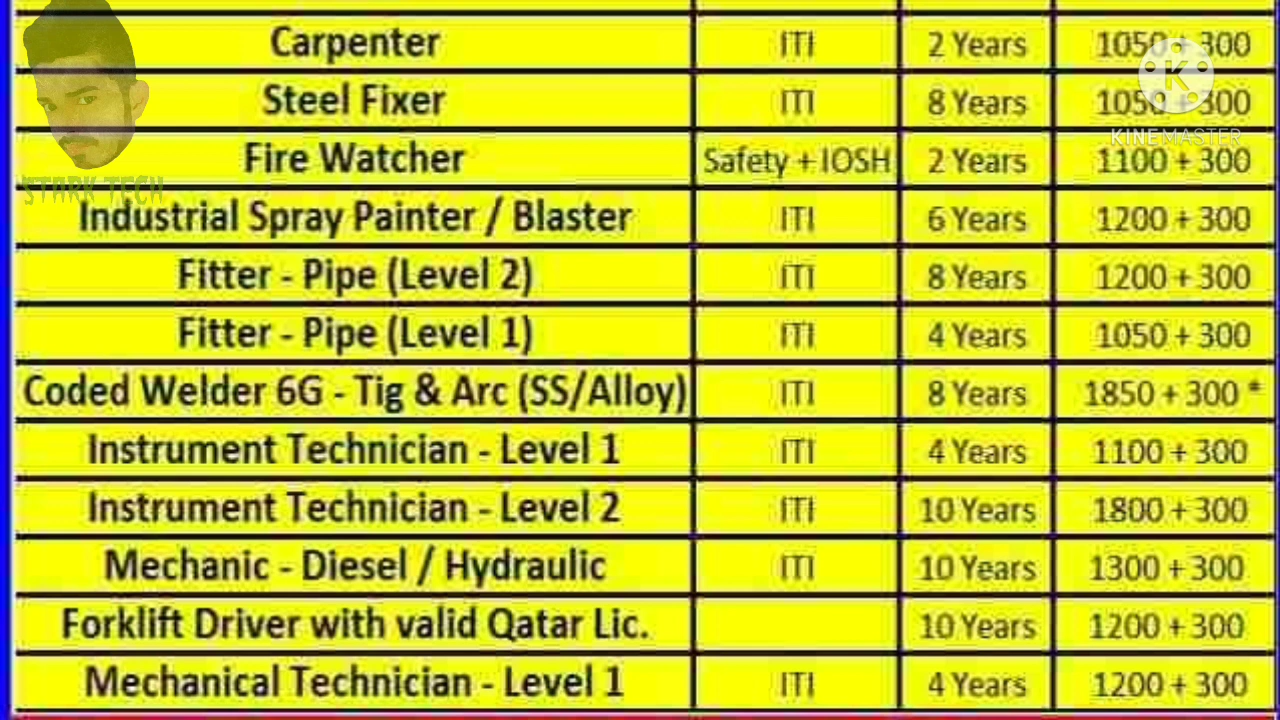 Carpenter ITI 2 Years 1050 + 300
Steel Fixer ITI 8 Years 1050 + 300
KINEMASTER
Fire Watcher Safety + IOSH 2 Years 1100 + 300
STARK TECH
Industrial Spray Painter / Blaster ITI 6 Years 1200 + 300
Fitter - Pipe (Level 2) ITI 8 Years 1200 + 300
Fitter - Pipe (Level 1) ITI 4 Years 1050 + 300
Coded Welder 6G - Tig & Arc (SS/Alloy) ITI 8 Years 1850 + 300 *
Instrument Technician - Level 1 ITI 4 Years 1100 + 300
Instrument Technician - Level 2 ITI 10 Years 1800 + 300
Mechanic - Diesel / Hydraulic ITI 10 Years 1300 + 300
Forklift Driver with valid Qatar Lic. 10 Years 1200 + 300
Mechanical Technician - Level 1 ITI 4 Years 1200 + 300